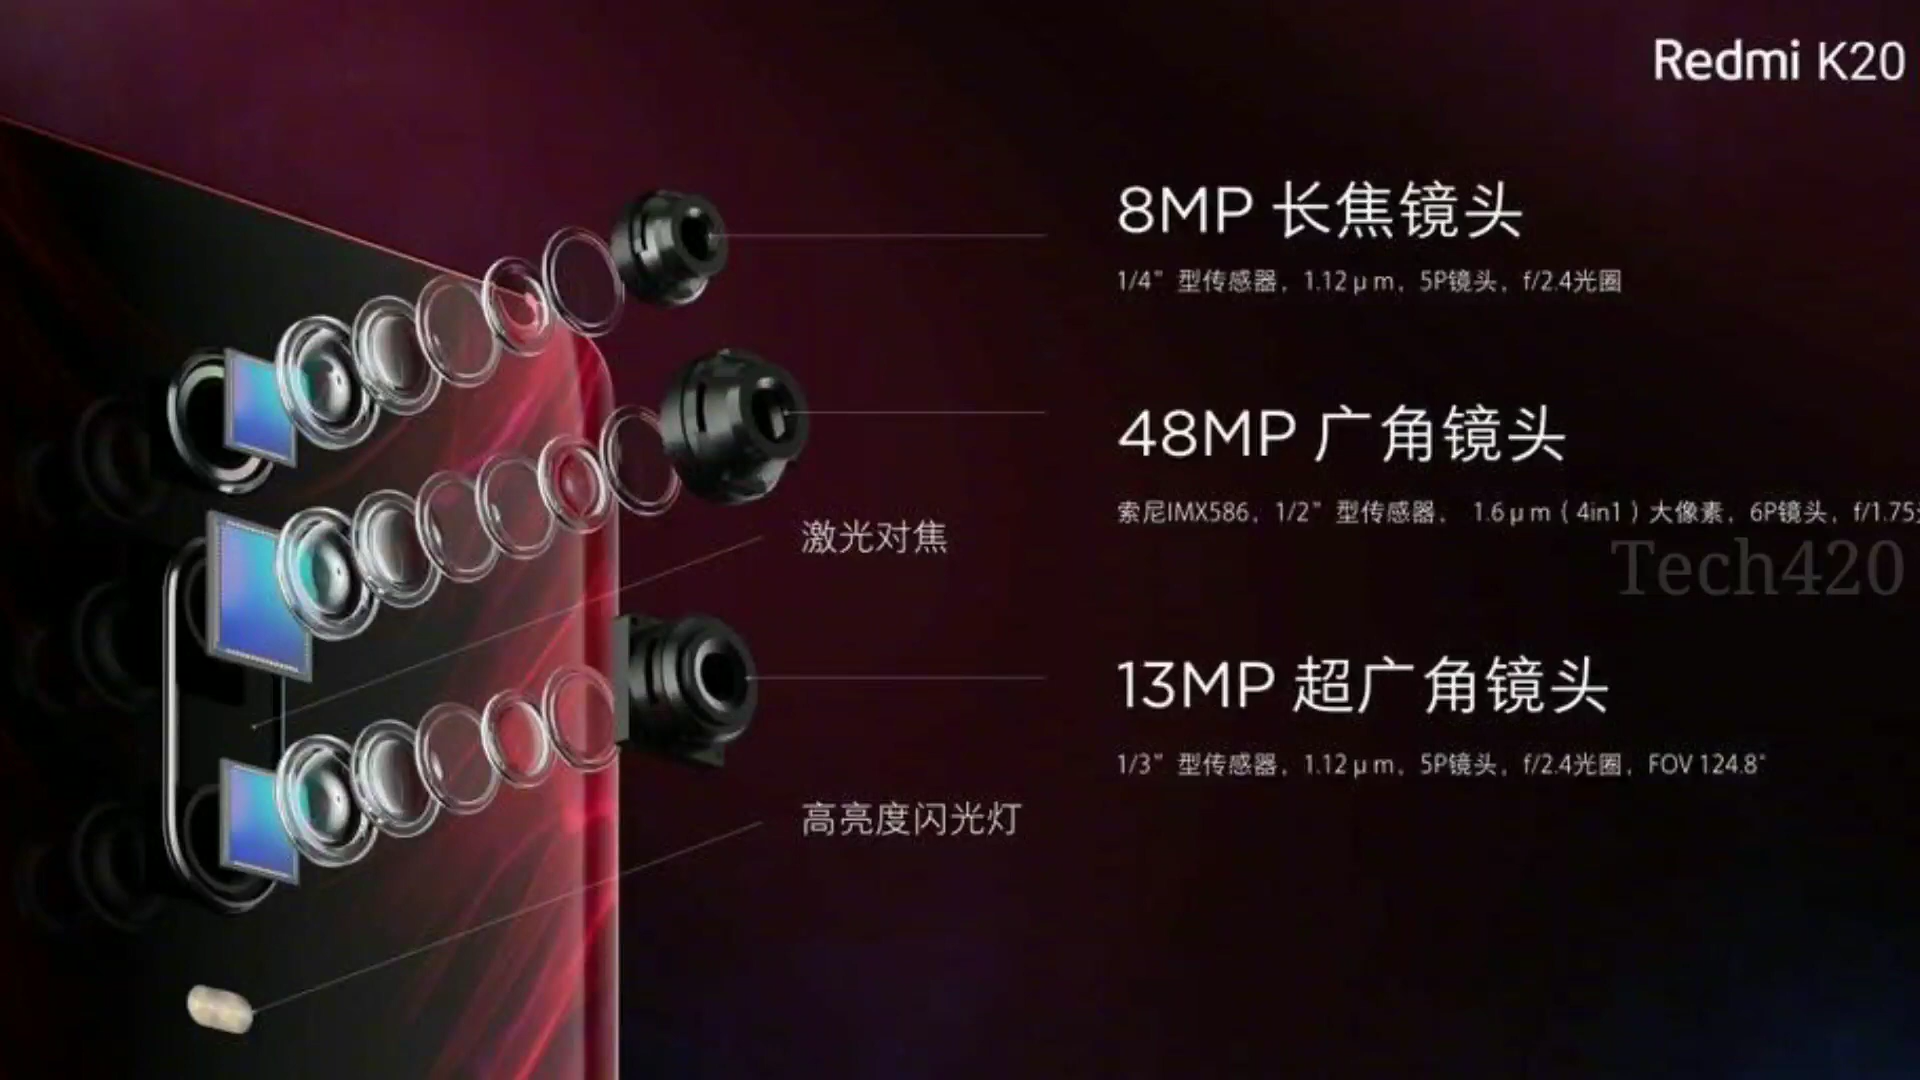 Redmi K20
8MP 长焦镜头
1/4” 型传感器，1.12μm，5P镜头，f/2.4光圈
48MP 广角镜头
索尼IMX586，1/2” 型传感器， 1.6μm（4in1）大像素，6P镜头，f/1.75
激光对焦
Tech420
13MP 超广角镜头
1/3” 型传感器，1.12μm，5P镜头，f/2.4光圈，FOV 124.8°
高亮度闪光灯